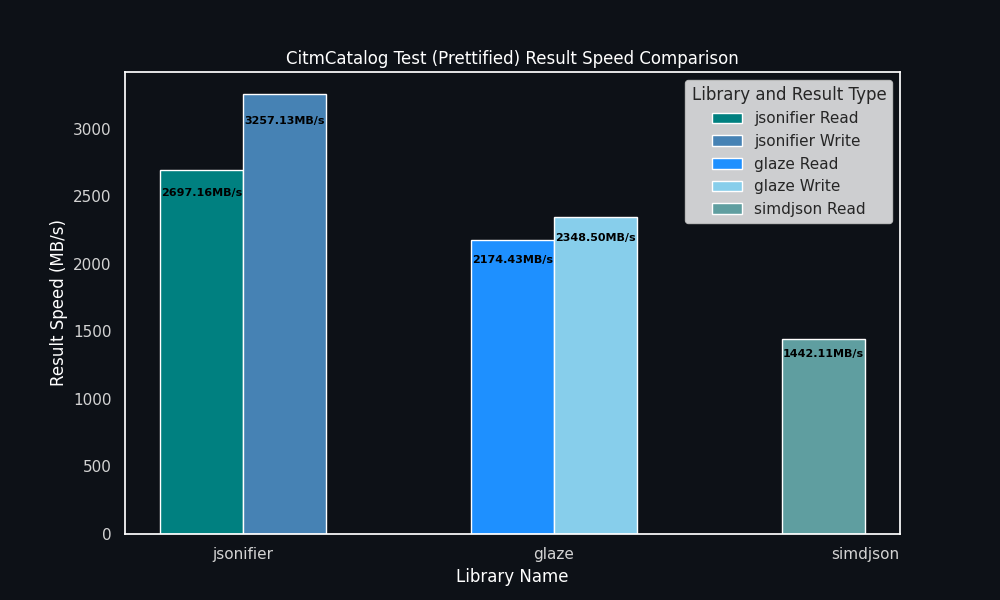 CitmCatalog Test (Prettified) Result Speed Comparison
Library and Result Type
jsonifier Read
jsonifier Write
glaze Read
glaze Write
simdjson Read
3257.13MB/s
2697.16MB/s
2174.43MB/s
2348.50MB/s
1442.11MB/s
Result Speed (MB/s)
3000
2500
2000
1500
1000
500
0
jsonifier
glaze
simdjson
Library Name